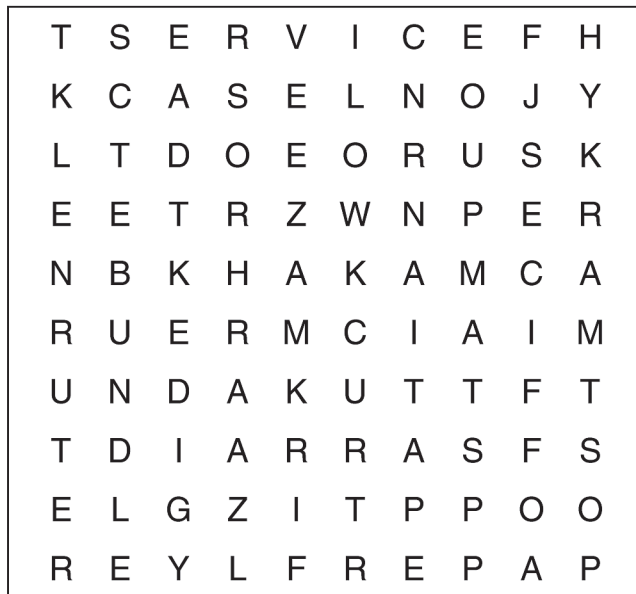 T S E R V I C E F H
K C A S E L N O J Y
L T D O E O R U S K
E E T R Z W N P E R
N B K H A K A M C A
R U E R M C I A I M
U N D A K U T T F T
T D I A R R A S F S
E L G Z I T P P O O
R E Y L F R E P A P